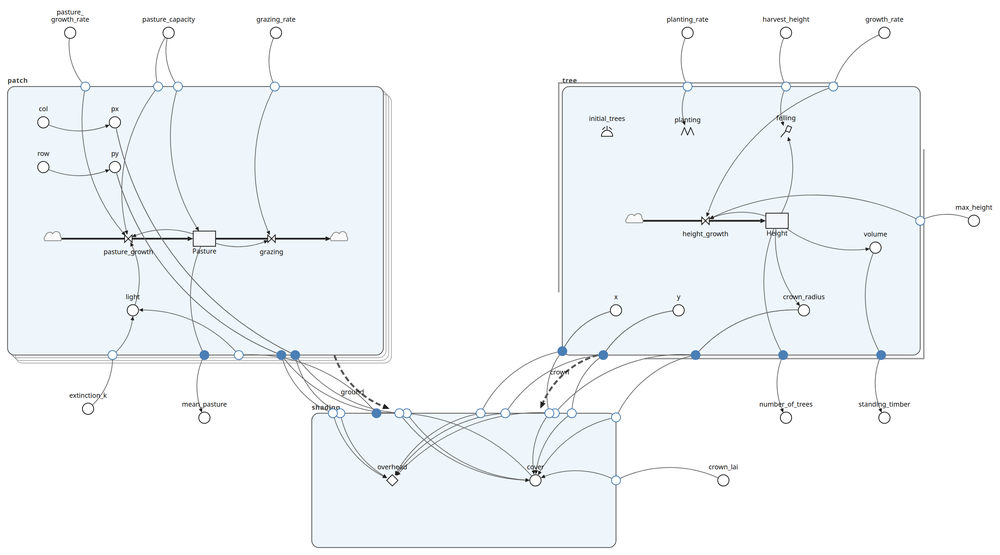 pasture_
growth_rate
pasture_capacity
grazing_rate
planting_rate
harvest_height
growth_rate
patch
tree
col
px
row
py
initial_trees
planting
felling
max_height
pasture_growth
Pasture
grazing
height_growth
Height
volume
light
x
y
crown_radius
extinction_k
mean_pasture
ground
crown
number_of_trees
standing_timber
shading
overhead
cover
crown_lai